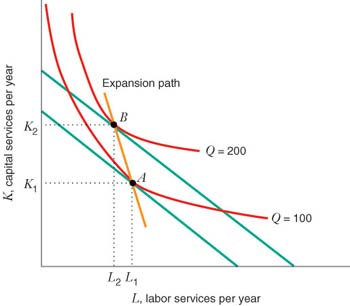 K, capital services per year
Expansion path
B
K2
Q = 200
A
K1
Q = 100
L2 L1
L, labor services per year